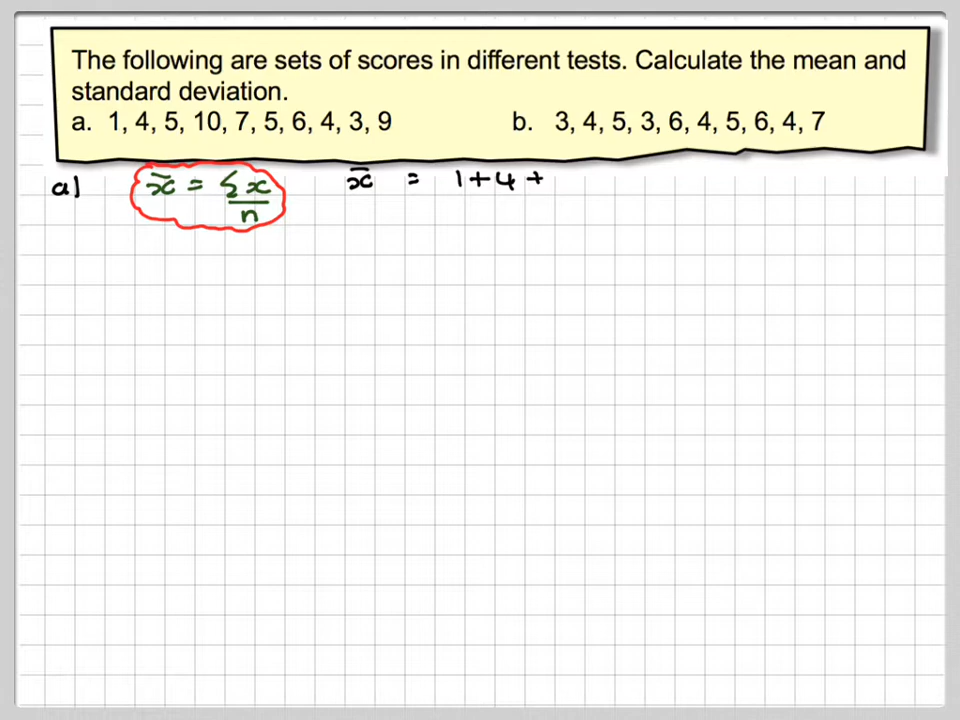 The following are sets of scores in different tests. Calculate the mean and
standard deviation.
a. 1, 4, 5, 10, 7, 5, 6, 4, 3, 9 b. 3, 4, 5, 3, 6, 4, 5, 6, 4, 7
a) x̄ = Σx x̄ = 1 + 4 +
n